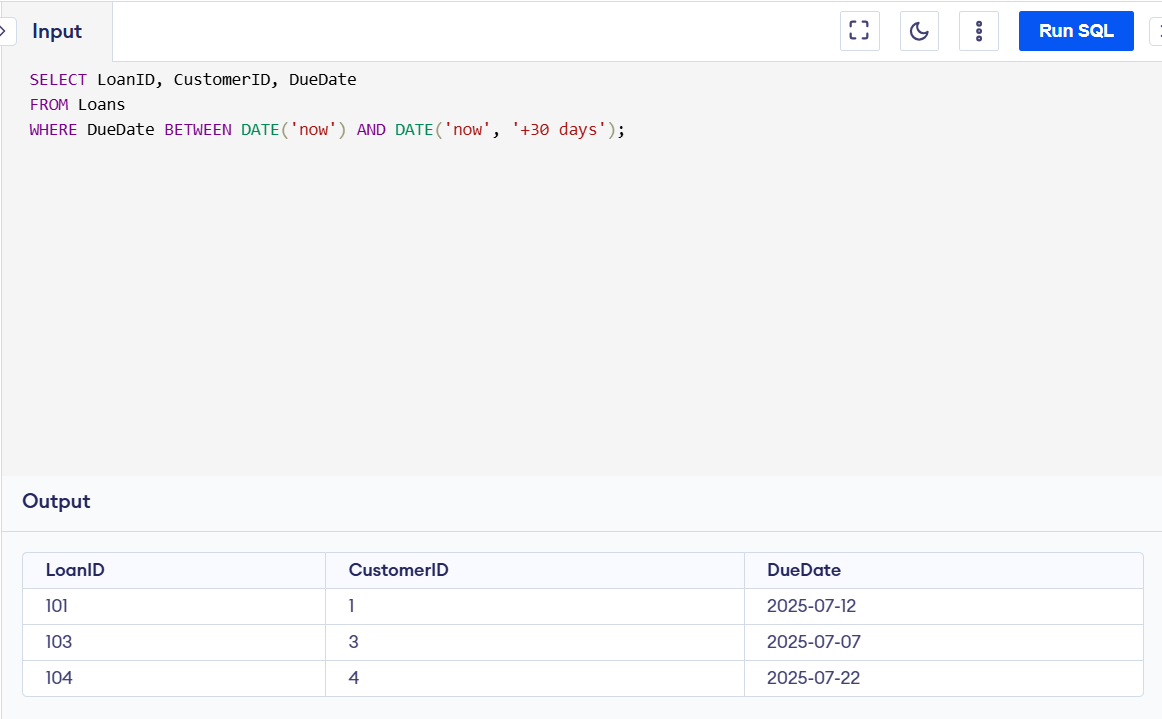 Input
Run SQL
SELECT LoanID, CustomerID, DueDate
FROM Loans
WHERE DueDate BETWEEN DATE('now') AND DATE('now', '+30 days');
Output
LoanID CustomerID DueDate
101 1 2025-07-12
103 3 2025-07-07
104 4 2025-07-22